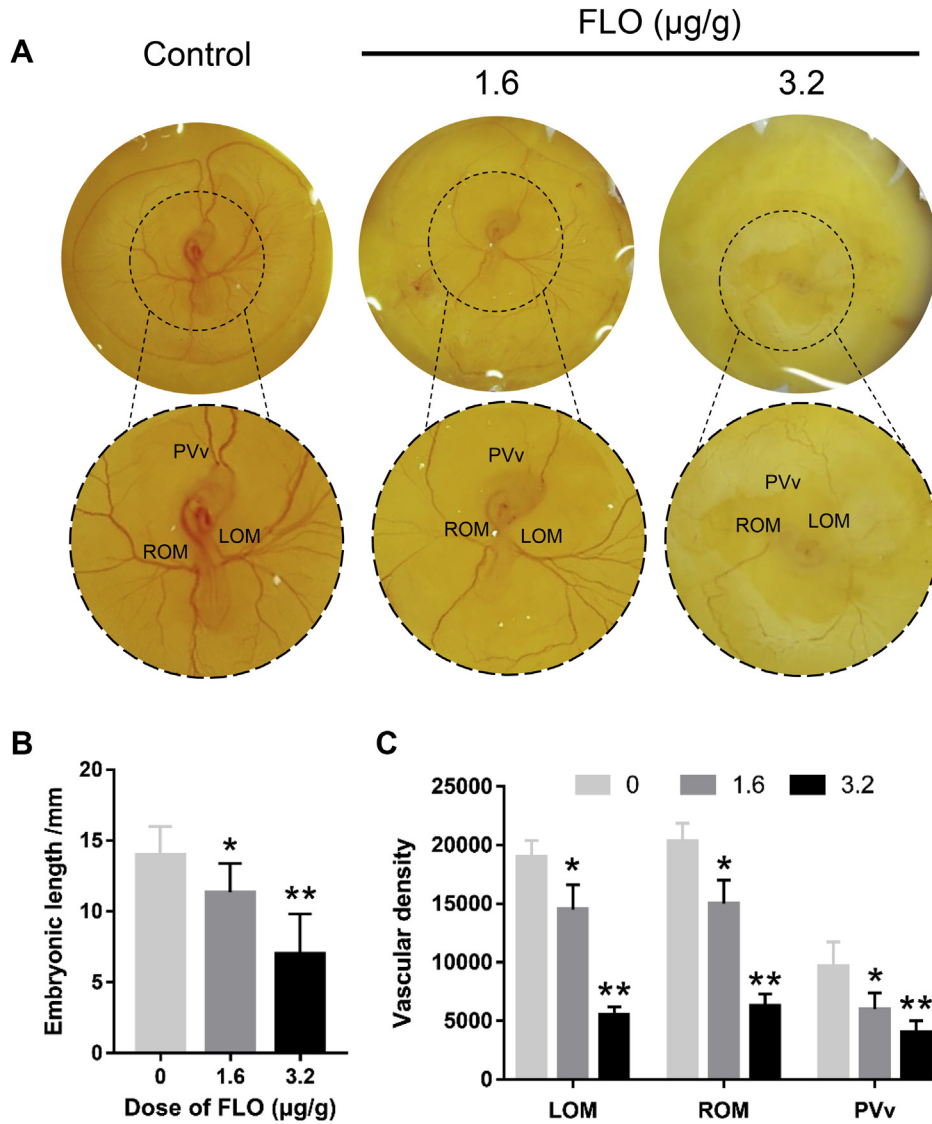 A
Control
FLO (µg/g)
1.6
3.2
PVv
ROM
LOM
PVv
ROM
LOM
PVv
ROM
LOM
B
Embryonic length /mm
20
15
10
5
0
*
**
0
1.6
3.2
Dose of FLO (µg/g)
C
Vascular density
25000
20000
15000
10000
5000
0
0
1.6
3.2
*
**
*
**
*
**
LOM
ROM
PVv